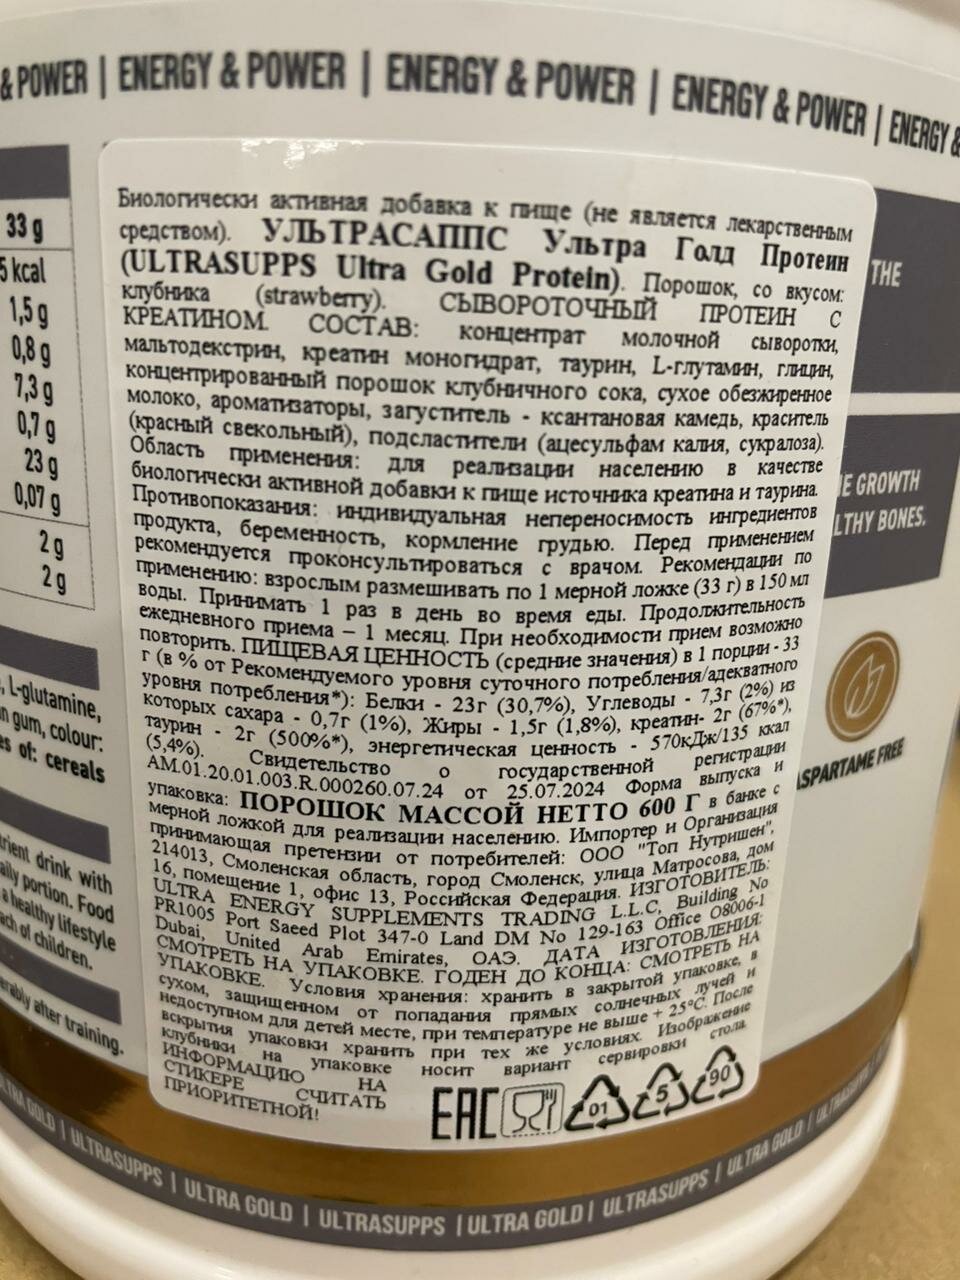 & POWER | ENERGY & POWER | ENERGY & POWER | ENERGY & POWER | ENERGY &
33 g
5 kcal
1,5 g
0,8 g
7,3 g
0,7 g
23 g
0,07 g
2 g
2 g
, L-glutamine,
gum, colour:
of: cereals
drink with
portion. Food
a healthy lifestyle
of children.
after training.
Биологически активная добавка к пище (не является лекарственным
средством). УЛЬТРАСАППС Ультра Голд Протеин
(ULTRASUPPS Ultra Gold Protein). Порошок, со вкусом:
клубника (strawberry). СЫВОРОТОЧНЫЙ ПРОТЕИН С
КРЕАТИНОМ. СОСТАВ: концентрат молочной сыворотки,
мальтодекстрин, креатин моногидрат, таурин, L-глутамин, глицин,
концентрированный порошок клубничного сока, сухое обезжиренное
молоко, ароматизаторы, загуститель - ксантановая камедь, краситель
(красный свекольный), подсластители (ацесульфам калия, сукралоза).
Область применения: для реализации населению в качестве
биологически активной добавки к пище источника креатина и таурина.
Противопоказания: индивидуальная непереносимость ингредиентов
продукта, беременность, кормление грудью. Перед применением
рекомендуется проконсультироваться с врачом. Рекомендации по
применению: взрослым размешивать по 1 мерной ложке (33 г) в 150 мл
воды. Принимать 1 раз в день во время еды. Продолжительность
ежедневного приема – 1 месяц. При необходимости прием возможно
повторить. ПИЩЕВАЯ ЦЕННОСТЬ (средние значения) в 1 порции - 33
г (в % от Рекомендуемого уровня суточного потребления/адекватного
уровня потребления*): Белки - 23г (30,7%), Углеводы - 7,3г (2%) из
которых сахара - 0,7г (1%), Жиры - 1,5г (1,8%), креатин- 2г (67%*),
таурин - 2г (500%*), энергетическая ценность - 570кДж/135 ккал
(5,4%). Свидетельство о государственной регистрации
AM.01.20.01.003.R.000260.07.24 от 25.07.2024 Форма выпуска и
упаковка: ПОРОШОК МАССОЙ НЕТТО 600 Г в банке с
мерной ложкой для реализации населению. Импортер и Организация
принимающая претензии от потребителей: ООО "Топ Нутришен",
214013, Смоленская область, город Смоленск, улица Матросова, дом
16, помещение 1, офис 13, Российская Федерация. ИЗГОТОВИТЕЛЬ:
ULTRA ENERGY SUPPLEMENTS TRADING L.L.C, Building No
PR1005 Port Saeed Plot 347-0 Land DM No 129-163 Office O8006-1
Dubai, United Arab Emirates, ОАЭ. ДАТА ИЗГОТОВЛЕНИЯ:
СМОТРЕТЬ НА УПАКОВКЕ. ГОДЕН ДО КОНЦА: СМОТРЕТЬ НА
УПАКОВКЕ. Условия хранения: хранить в закрытой упаковке, в
сухом, защищенном от попадания прямых солнечных лучей и
недоступном для детей месте, при температуре не выше + 25°С. После
вскрытия упаковки хранить при тех же условиях. Изображение
клубники на упаковке носит вариант сервировки стола.
ИНФОРМАЦИЮ НА
СТИКЕРЕ СЧИТАТЬ
ПРИОРИТЕТНОЙ!
EAC
01
5
90
THE
GROWTH
BONES.
ASPARTAME FREE
ULTRA GOLD | ULTRASUPPS | ULTRA GOLD | ULTRASUPPS | ULTRA GOLD | ULTRASUPPS | ULTRA GOLD |